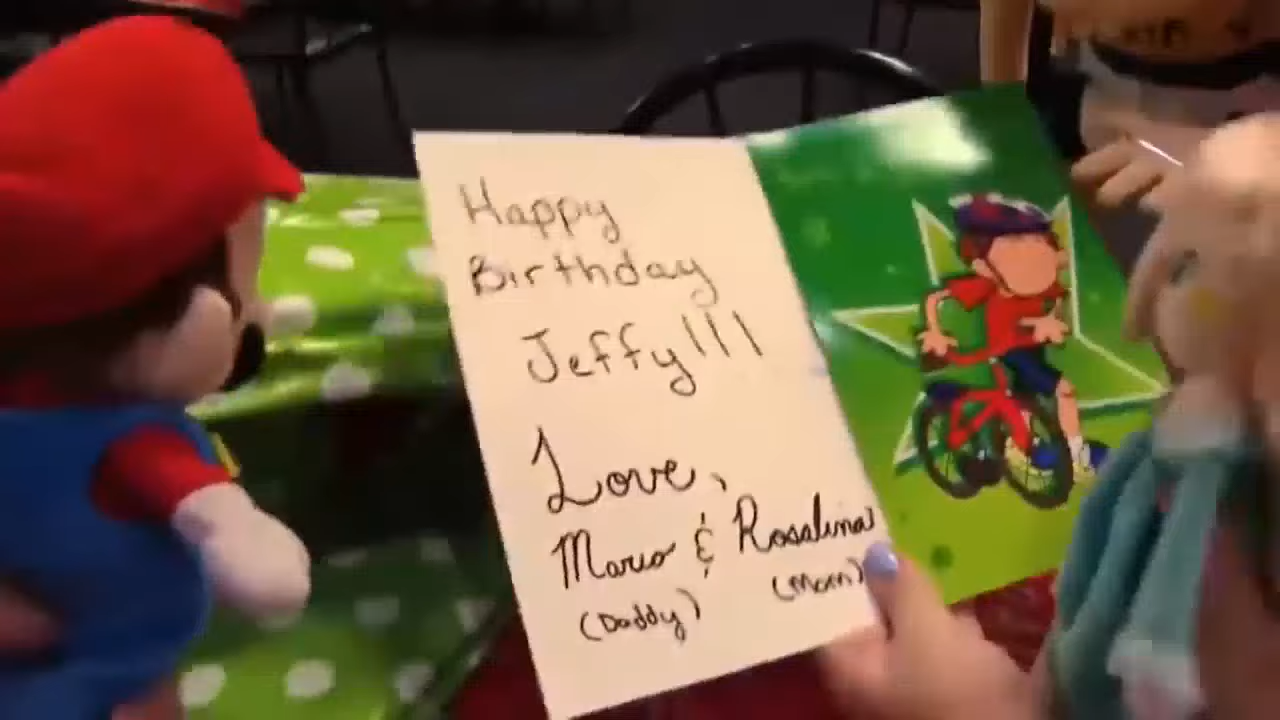 Happy
Birthday
Jeffy!!!
Love,
Mario & Rosalina
(Daddy) (Mom)